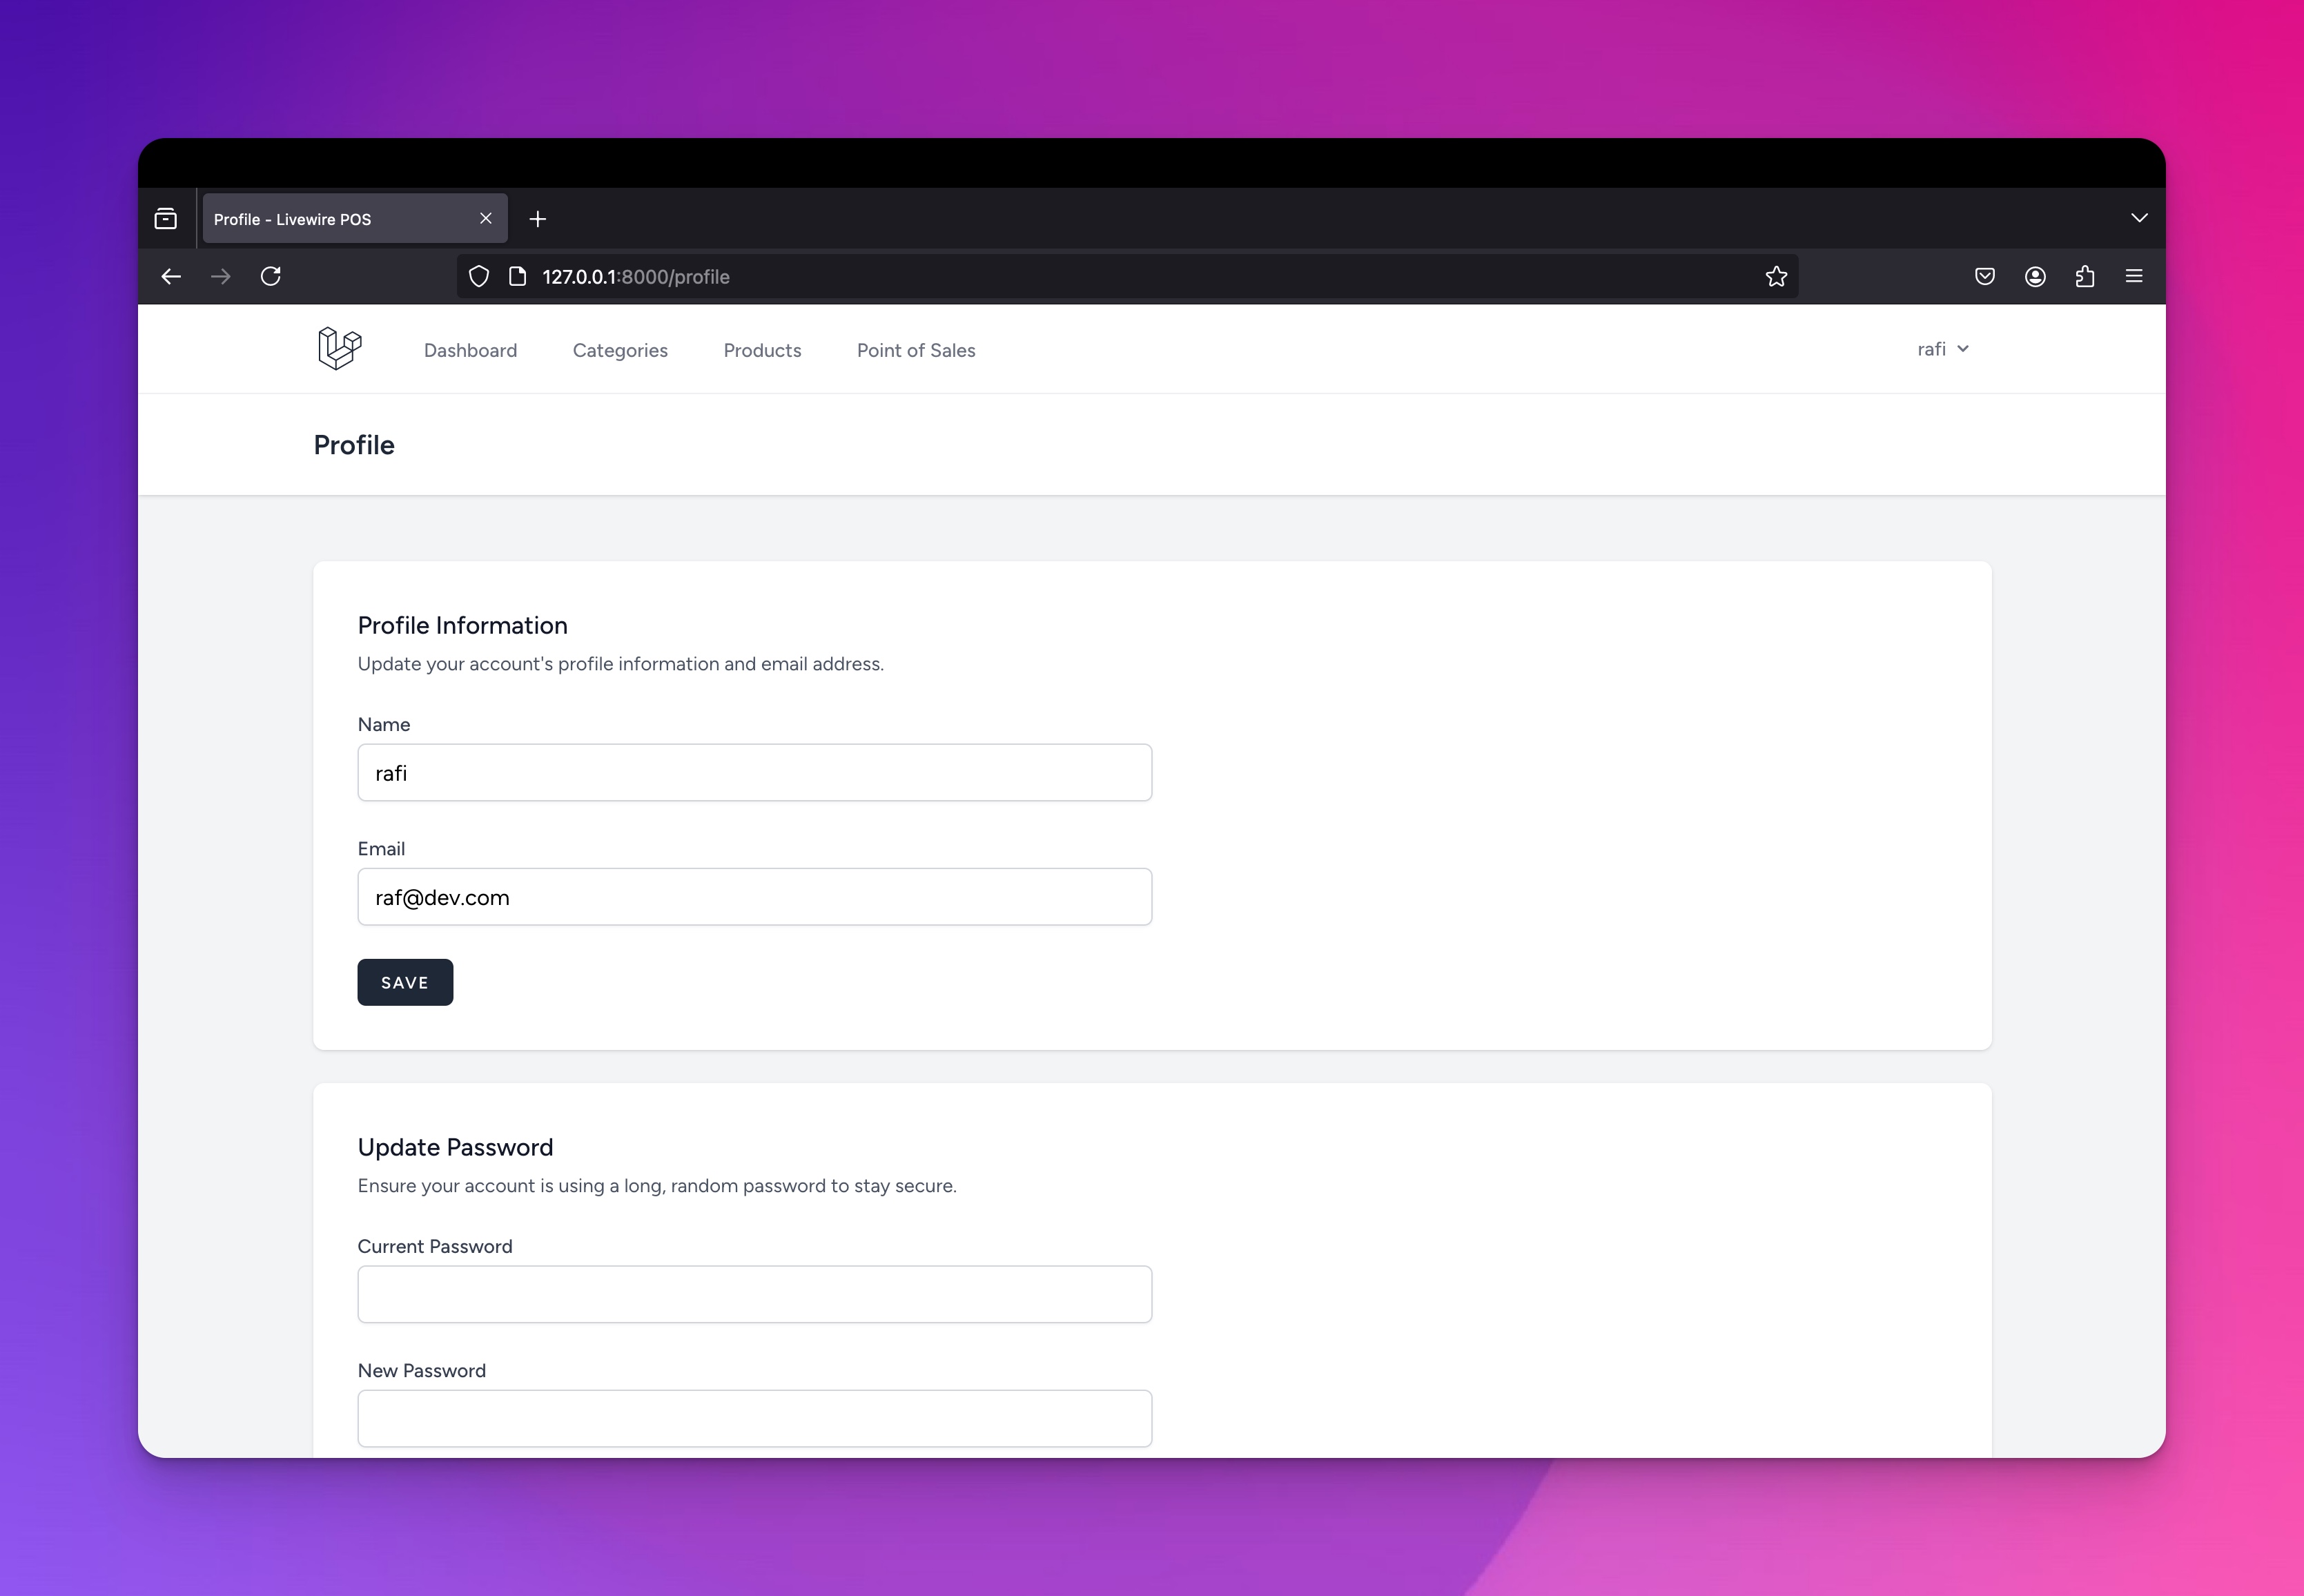 Profile - Livewire POS
127.0.0.1:8000/profile
Dashboard Categories Products Point of Sales rafi
Profile
Profile Information
Update your account's profile information and email address.
Name
rafi
Email
raf@dev.com
SAVE
Update Password
Ensure your account is using a long, random password to stay secure.
Current Password
New Password